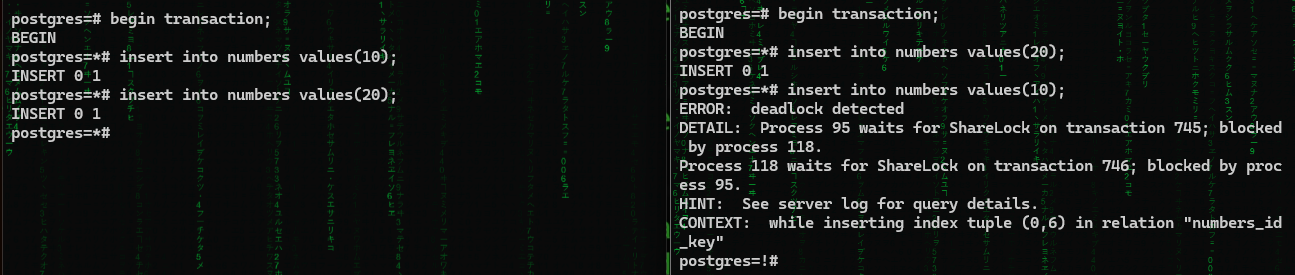 postgres=# begin transaction;
BEGIN
postgres=*# insert into numbers values(10);
INSERT 0 1
postgres=*# insert into numbers values(20);
INSERT 0 1
postgres=*#
postgres=# begin transaction;
BEGIN
postgres=*# insert into numbers values(20);
INSERT 0 1
postgres=*# insert into numbers values(10);
ERROR:  deadlock detected
DETAIL:  Process 95 waits for ShareLock on transaction 745; blocked
 by process 118.
Process 118 waits for ShareLock on transaction 746; blocked by proc
ess 95.
HINT:  See server log for query details.
CONTEXT:  while inserting index tuple (0,6) in relation "numbers_id
_key"
postgres=!#